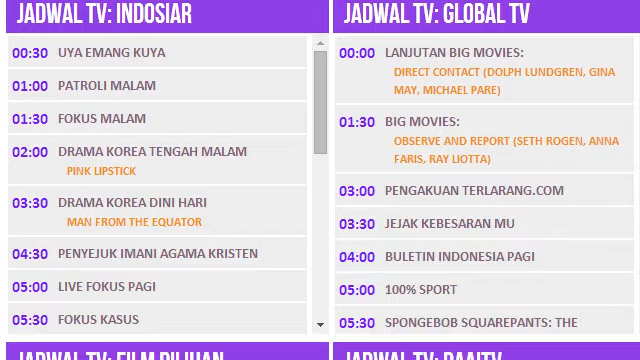 JADWAL TV: INDOSIAR
00:30 UYA EMANG KUYA
01:00 PATROLI MALAM
01:30 FOKUS MALAM
02:00 DRAMA KOREA TENGAH MALAM
PINK LIPSTICK
03:30 DRAMA KOREA DINI HARI
MAN FROM THE EQUATOR
04:30 PENYEJUK IMANI AGAMA KRISTEN
05:00 LIVE FOKUS PAGI
05:30 FOKUS KASUS
JADWAL TV: GLOBAL TV
00:00 LANJUTAN BIG MOVIES:
DIRECT CONTACT (DOLPH LUNDGREN, GINA
MAY, MICHAEL PARE)
01:30 BIG MOVIES:
OBSERVE AND REPORT (SETH ROGEN, ANNA
FARIS, RAY LIOTTA)
03:00 PENGAKUAN TERLARANG.COM
03:30 JEJAK KEBESARAN MU
04:00 BULETIN INDONESIA PAGI
05:00 100% SPORT
05:30 SPONGEBOB SQUAREPANTS: THE
JADWAL TV: FILM PILIHAN
JADWAL TV: DAAITV